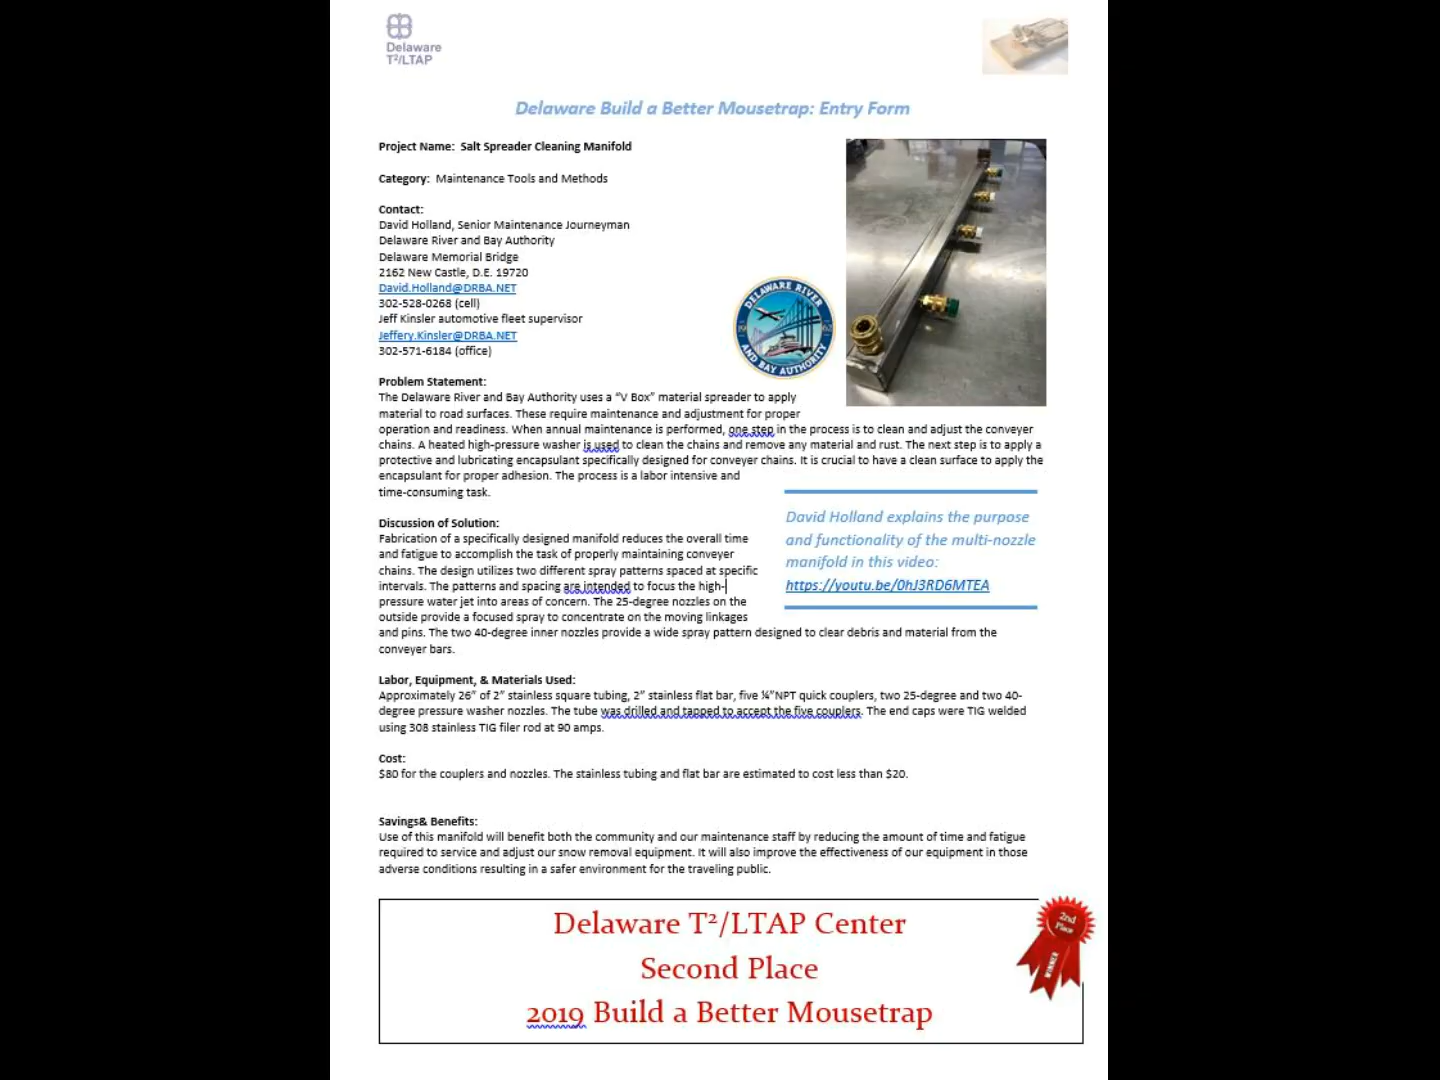 Delaware
T²/LTAP
Delaware Build a Better Mousetrap: Entry Form
Project Name: Salt Spreader Cleaning Manifold
Category: Maintenance Tools and Methods
Contact:
David Holland, Senior Maintenance Journeyman
Delaware River and Bay Authority
Delaware Memorial Bridge
2162 New Castle, D.E. 19720
David.Holland@DRBA.NET
302-528-0268 (cell)
Jeff Kinsler automotive fleet supervisor
Jeffery.Kinsler@DRBA.NET
302-571-6184 (office)
DELAWARE RIVER
19 62
AND BAY AUTHORITY
Problem Statement:
The Delaware River and Bay Authority uses a “V Box” material spreader to apply
material to road surfaces. These require maintenance and adjustment for proper
operation and readiness. When annual maintenance is performed, one step in the process is to clean and adjust the conveyer
chains. A heated high-pressure washer is used to clean the chains and remove any material and rust. The next step is to apply a
protective and lubricating encapsulant specifically designed for conveyer chains. It is crucial to have a clean surface to apply the
encapsulant for proper adhesion. The process is a labor intensive and
time-consuming task.
Discussion of Solution:
Fabrication of a specifically designed manifold reduces the overall time
and fatigue to accomplish the task of properly maintaining conveyer
chains. The design utilizes two different spray patterns spaced at specific
intervals. The patterns and spacing are intended to focus the high-
pressure water jet into areas of concern. The 25-degree nozzles on the
outside provide a focused spray to concentrate on the moving linkages
and pins. The two 40-degree inner nozzles provide a wide spray pattern designed to clear debris and material from the
conveyer bars.
David Holland explains the purpose
and functionality of the multi-nozzle
manifold in this video:
https://youtu.be/0hJ3RD6MTEA
Labor, Equipment, & Materials Used:
Approximately 26” of 2” stainless square tubing, 2” stainless flat bar, five ¼”NPT quick couplers, two 25-degree and two 40-
degree pressure washer nozzles. The tube was drilled and tapped to accept the five couplers. The end caps were TIG welded
using 308 stainless TIG filer rod at 90 amps.
Cost:
$80 for the couplers and nozzles. The stainless tubing and flat bar are estimated to cost less than $20.
Savings& Benefits:
Use of this manifold will benefit both the community and our maintenance staff by reducing the amount of time and fatigue
required to service and adjust our snow removal equipment. It will also improve the effectiveness of our equipment in those
adverse conditions resulting in a safer environment for the traveling public.
Delaware T²/LTAP Center
Second Place
2019 Build a Better Mousetrap
2nd
Place
WINNER